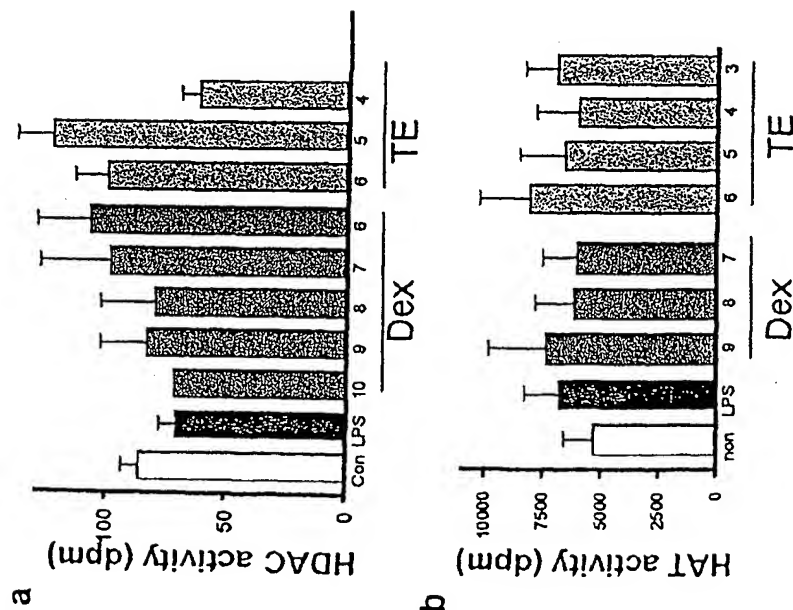 a
HDAC activity (dpm)
100
50
0
Con LPS 10 9 8 7 6 6 5 4
Dex TE
b
HAT activity (dpm)
10000
7500
5000
2500
0
non LPS 9 8 7 6 5 4 3
Dex TE